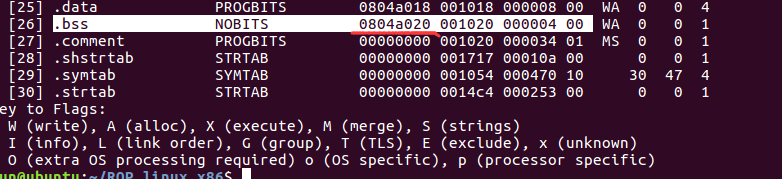 [25] .data PROGBITS 0804a018 001018 000008 00 WA 0 0 4
[26] .bss NOBITS 0804a020 001020 000004 00 WA 0 0 1
[27] .comment PROGBITS 00000000 001020 000034 01 MS 0 0 1
[28] .shstrtab STRTAB 00000000 001717 00010a 00 0 0 1
[29] .symtab SYMTAB 00000000 001054 000470 10 30 47 4
[30] .strtab STRTAB 00000000 0014c4 000253 00 0 0 1
ey to Flags:
W (write), A (alloc), X (execute), M (merge), S (strings)
I (info), L (link order), G (group), T (TLS), E (exclude), x (unknown)
O (extra OS processing required) o (OS specific), p (processor specific)
un@ubuntu:~/ROP_linux_x86$